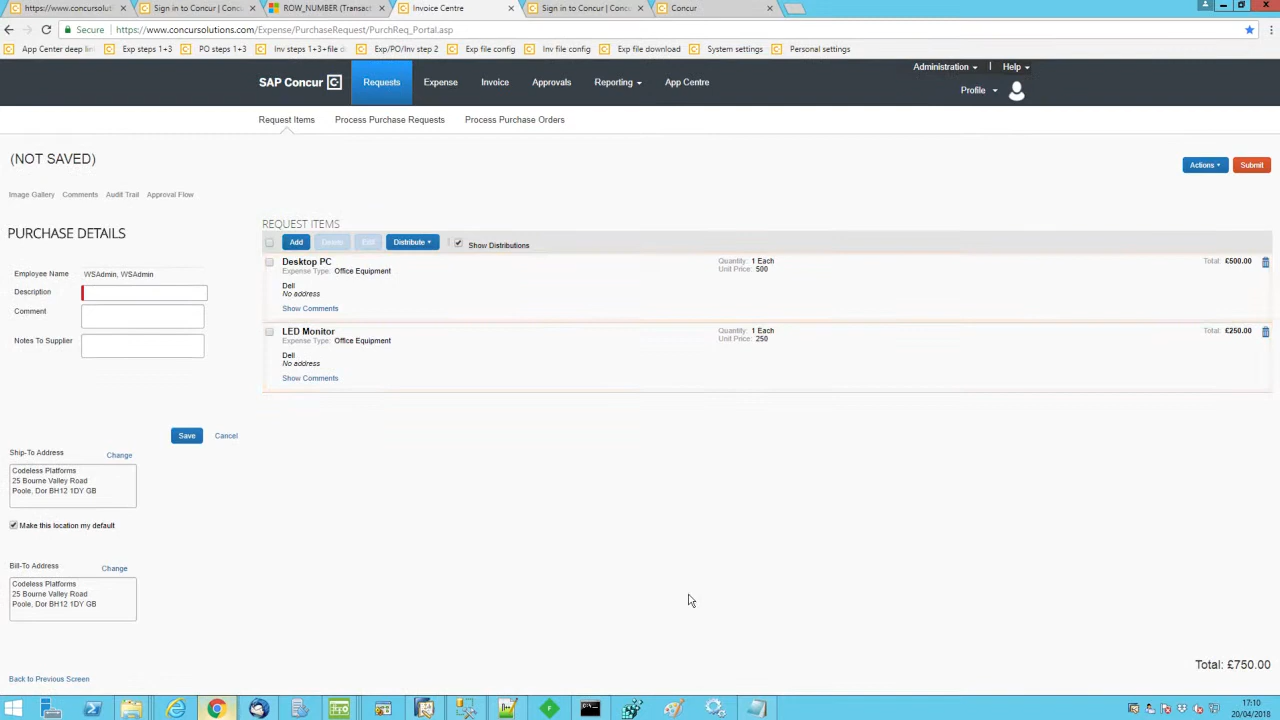 https://www.concursolu
Sign in to Concur | Conc
ROW_NUMBER (Transact
Invoice Centre
Sign in to Concur | Conc
Concur
Secure
https://www.concursolutions.com/Expense/PurchaseRequest/PurchReq_Portal.asp
App Center deep lin
Exp steps 1+3
PO steps 1+3
Inv steps 1+3+file d
Exp/PO/Inv step 2
Exp file config
Inv file config
Exp file download
System settings
Personal settings
Administration
Help
SAP Concur
Requests
Expense
Invoice
Approvals
Reporting
App Centre
Profile
Request Items
Process Purchase Requests
Process Purchase Orders
(NOT SAVED)
Actions
Submit
Image Gallery
Comments
Audit Trail
Approval Flow
PURCHASE DETAILS
Employee Name
WSAdmin, WSAdmin
Description
Comment
Notes To Supplier
Save
Cancel
Ship-To Address
Change
Codeless Platforms
25 Bourne Valley Road
Poole, Dor BH12 1DY GB
Make this location my default
Bill-To Address
Change
Codeless Platforms
25 Bourne Valley Road
Poole, Dor BH12 1DY GB
Back to Previous Screen
REQUEST ITEMS
Add
Delete
Edit
Distribute
Show Distributions
Desktop PC
Expense Type: Office Equipment
Quantity: 1 Each
Unit Price: 500
Total: £500.00
Dell
No address
Show Comments
LED Monitor
Expense Type: Office Equipment
Quantity: 1 Each
Unit Price: 250
Total: £250.00
Dell
No address
Show Comments
Total: £750.00
17:10
20/04/2018